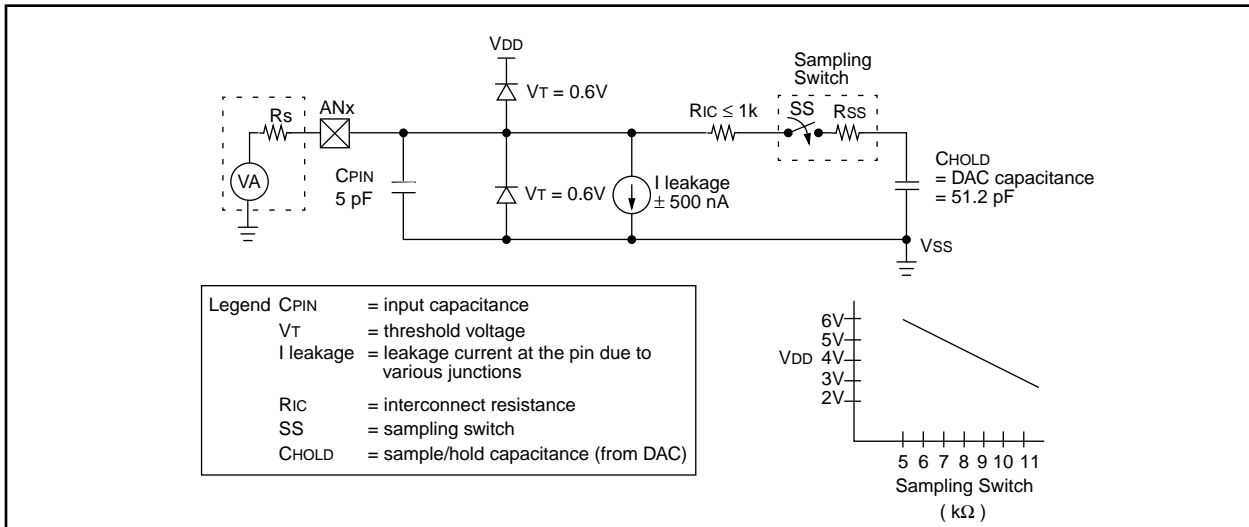 VDD
VT = 0.6V
Rs
ANx
VA
CPIN
5 pF
VT = 0.6V
I leakage
± 500 nA
RIC ≤ 1k
Sampling
Switch
SS
RSS
CHOLD
= DAC capacitance
= 51.2 pF
VSS
Legend CPIN = input capacitance
VT = threshold voltage
I leakage = leakage current at the pin due to
various junctions
RIC = interconnect resistance
SS = sampling switch
CHOLD = sample/hold capacitance (from DAC)
6V
5V
VDD 4V
3V
2V
5 6 7 8 9 10 11
Sampling Switch
( kΩ )